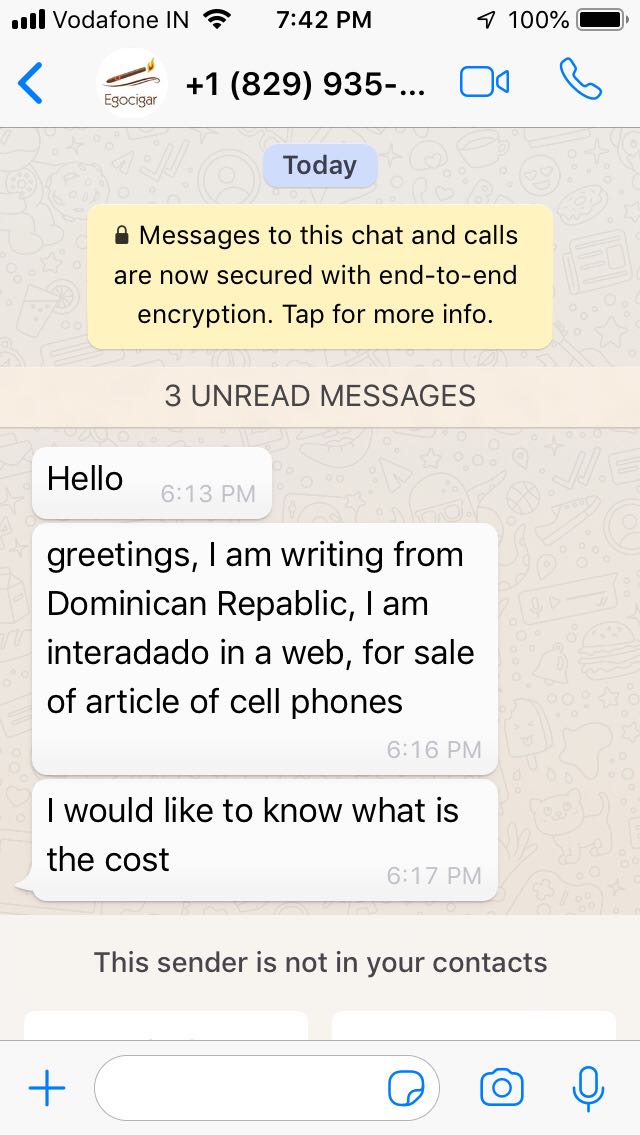 Vodafone IN 7:42 PM 100%
Egocigar
+1 (829) 935-...
Today
Messages to this chat and calls
are now secured with end-to-end
encryption. Tap for more info.
3 UNREAD MESSAGES
Hello 6:13 PM
greetings, I am writing from
Dominican Repablic, I am
interadado in a web, for sale
of article of cell phones
6:16 PM
I would like to know what is
the cost 6:17 PM
This sender is not in your contacts